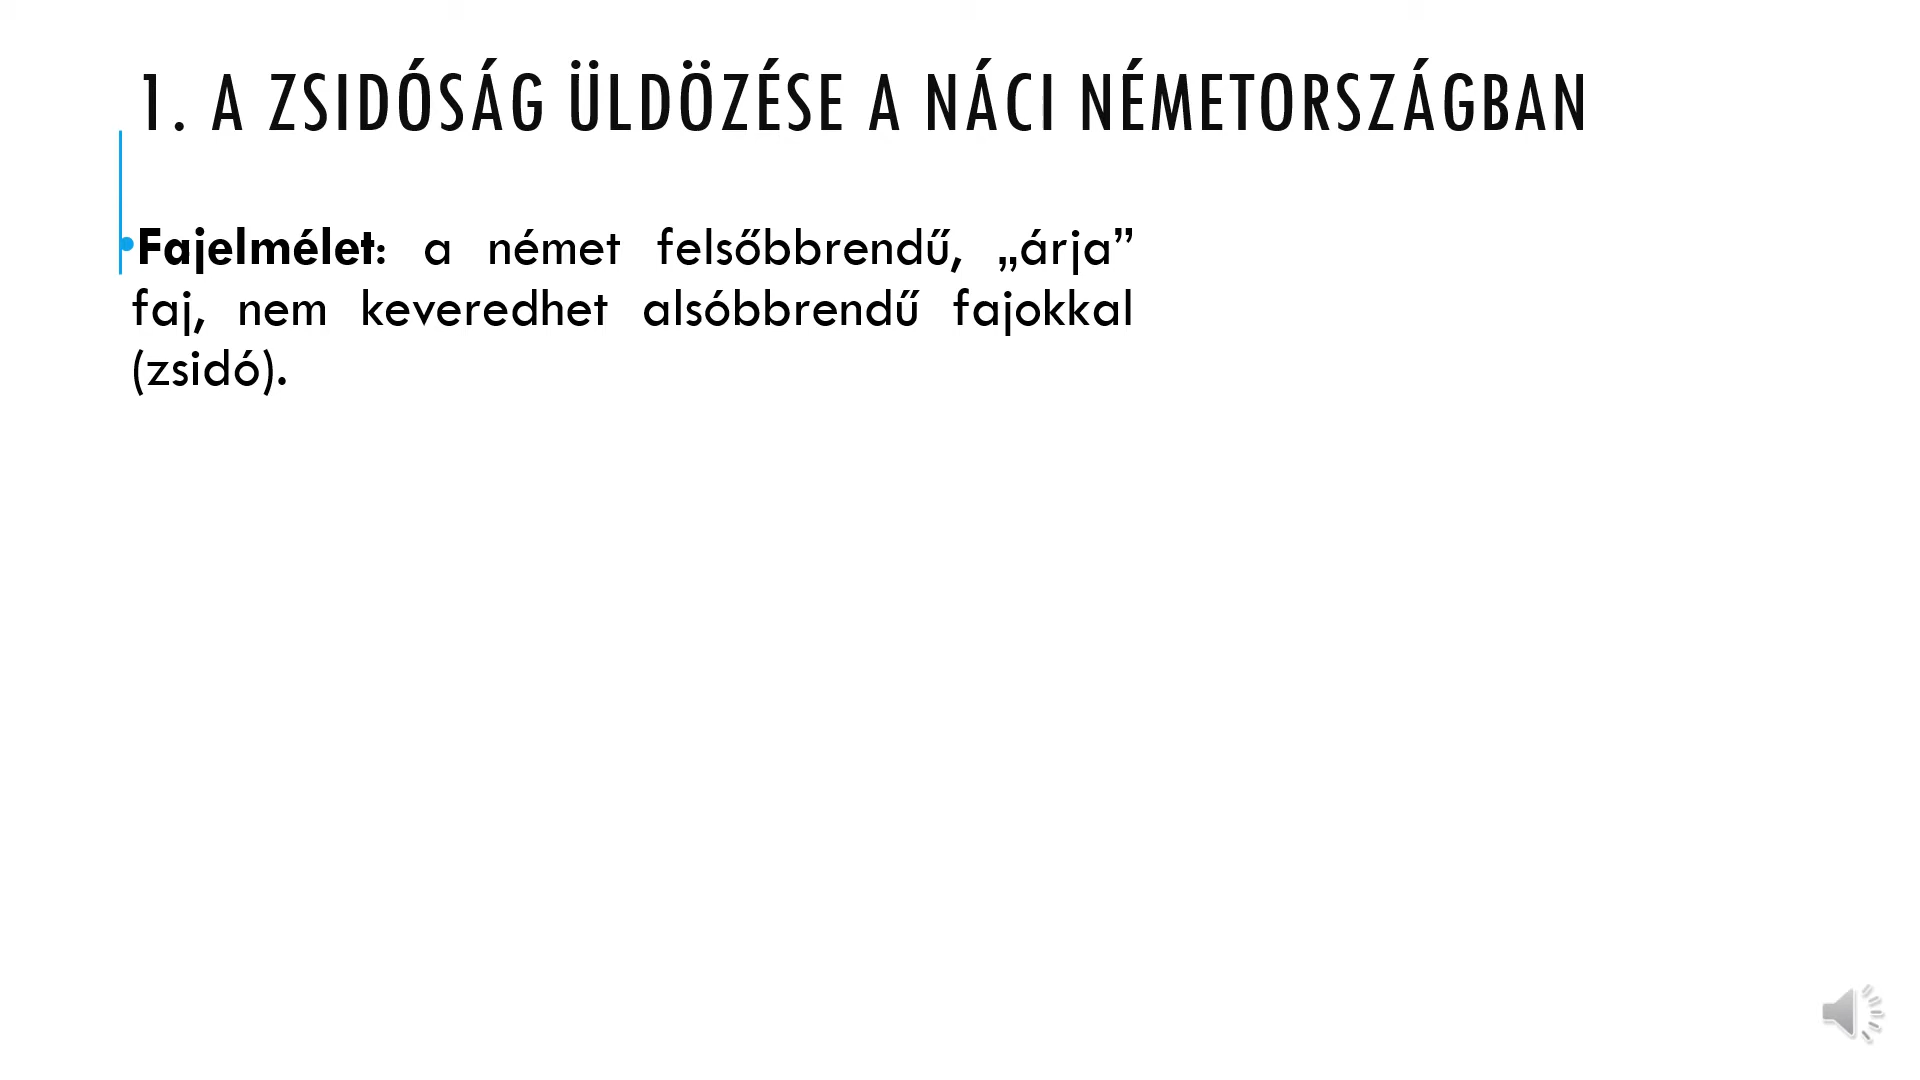 1. A ZSIDÓSÁG ÜLDÖZÉSE A NÁCI NÉMETORSZÁGBAN
•Fajelmélet: a német felsőbbrendű, „árja”
faj, nem keveredhet alsóbbrendű fajokkal
(zsidó).